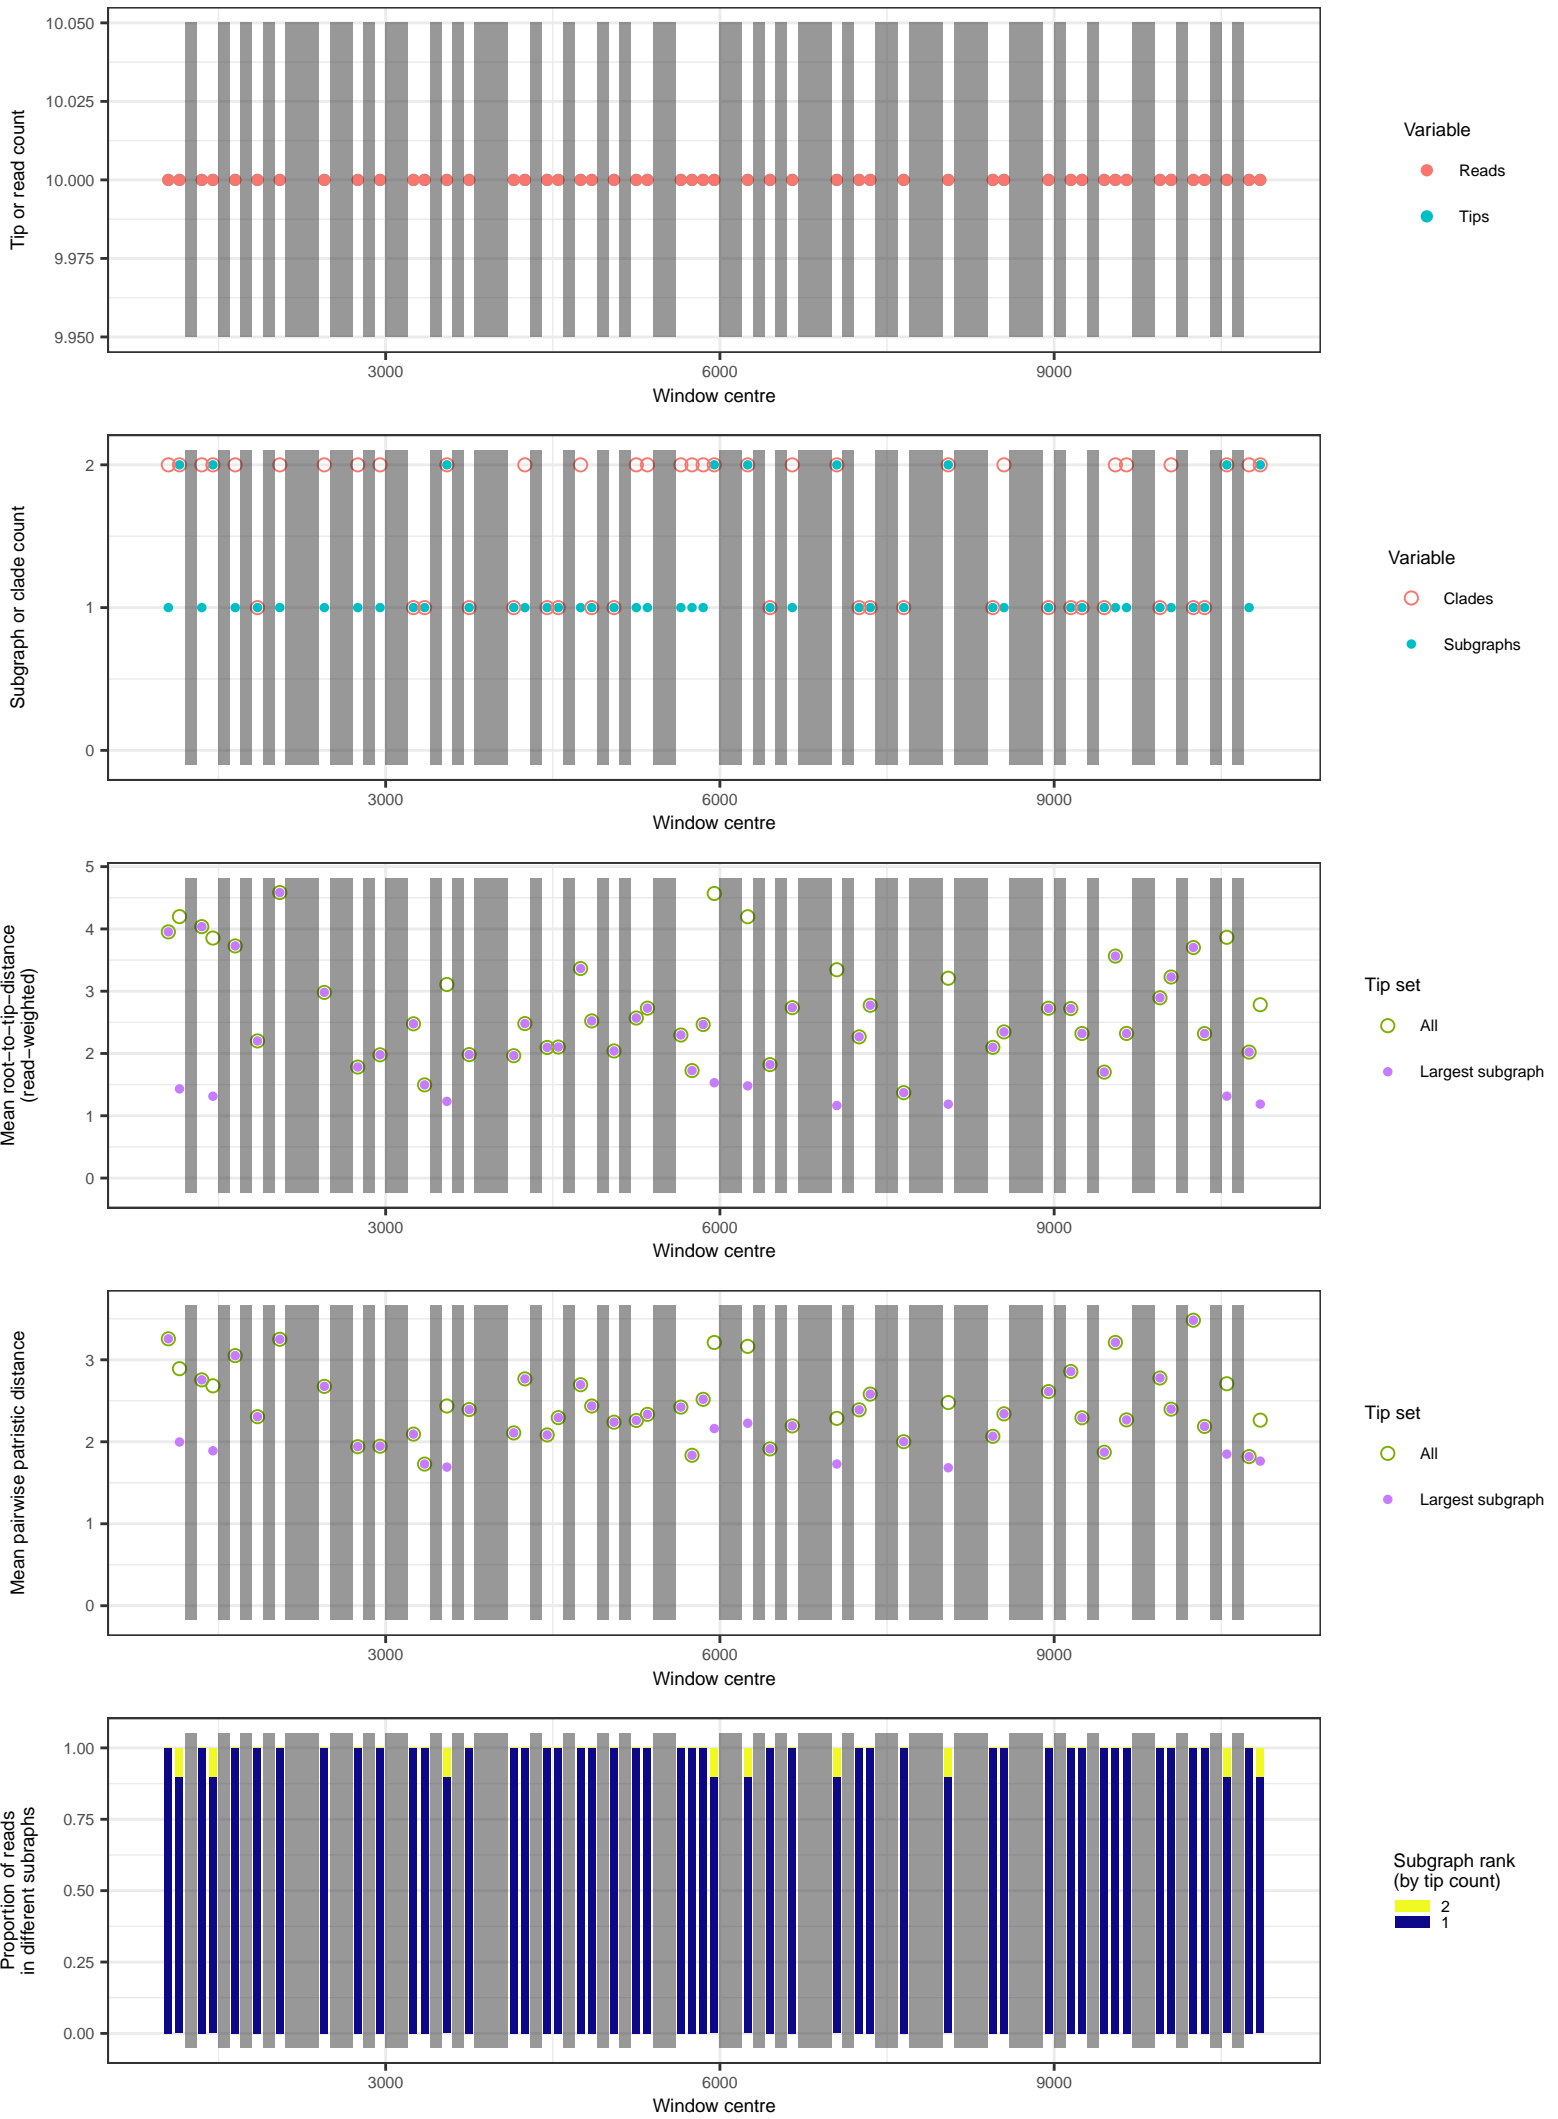 10.050
10.025
10.000
9.975
9.950
Tip or read count
3000
6000
9000
Window centre
Variable
Reads
Tips
2
1
0
Subgraph or clade count
3000
6000
9000
Window centre
Variable
Clades
Subgraphs
5
4
3
2
1
0
Mean root−to−tip−distance
(read−weighted)
3000
6000
9000
Window centre
Tip set
All
Largest subgraph
3
2
1
0
Mean pairwise patristic distance
3000
6000
9000
Window centre
Tip set
All
Largest subgraph
1.00
0.75
0.50
0.25
0.00
Proportion of reads
in different subraphs
3000
6000
9000
Window centre
Subgraph rank
(by tip count)
2
1